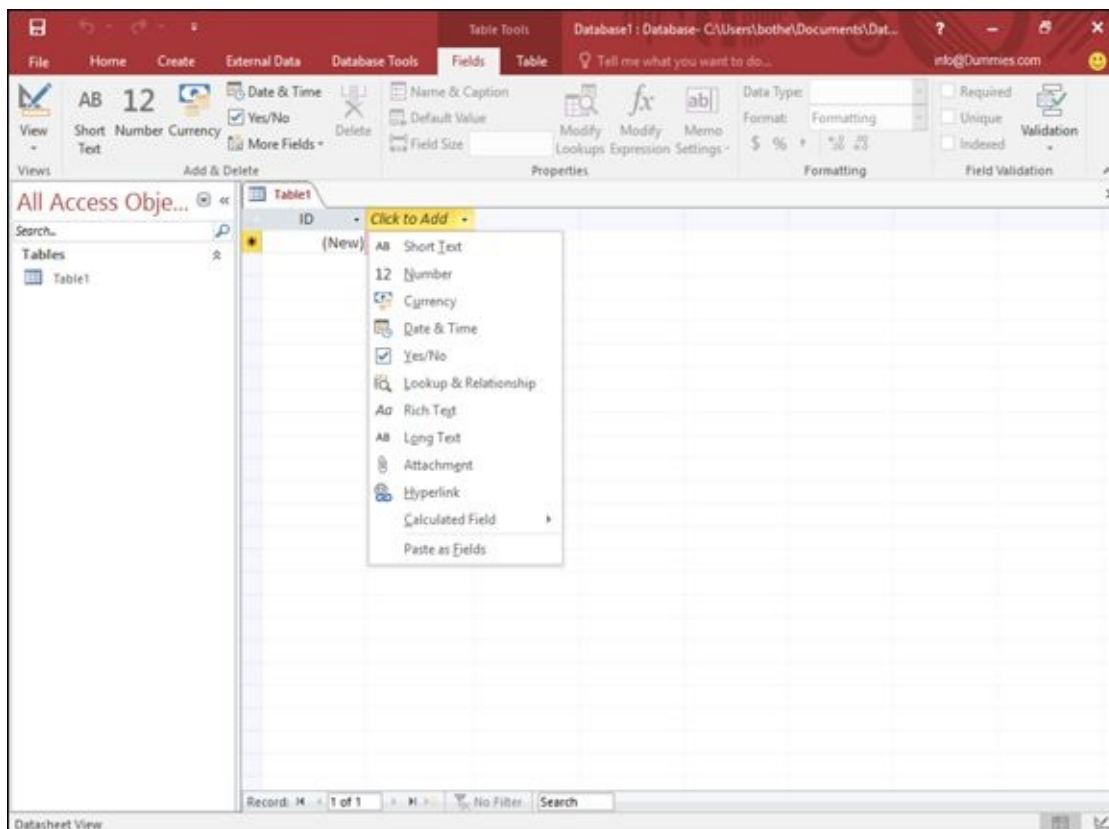 Table Tools
Database1 : Database- C:\Users\bothe\Documents\Dat...
?
File Home Create External Data Database Tools Fields Table Tell me what you want to do... info@Dummies.com
View
Views
AB Short Text
12 Number
Currency
Date & Time
Yes/No
More Fields
Delete
Add & Delete
Name & Caption
Default Value
Field Size
Modify Lookups
fx Modify Expression
ab Memo Settings
Properties
Data Type:
Format: Formatting
$ %
Formatting
Required
Unique
Indexed
Validation
Field Validation
All Access Obje... «
Search...
Tables
Table1
Table1
ID Click to Add
(New)
AB Short Text
12 Number
Currency
Date & Time
Yes/No
Lookup & Relationship
Aa Rich Text
AB Long Text
Attachment
Hyperlink
Calculated Field
Paste as Fields
Record: 1 of 1 No Filter Search
Datasheet View